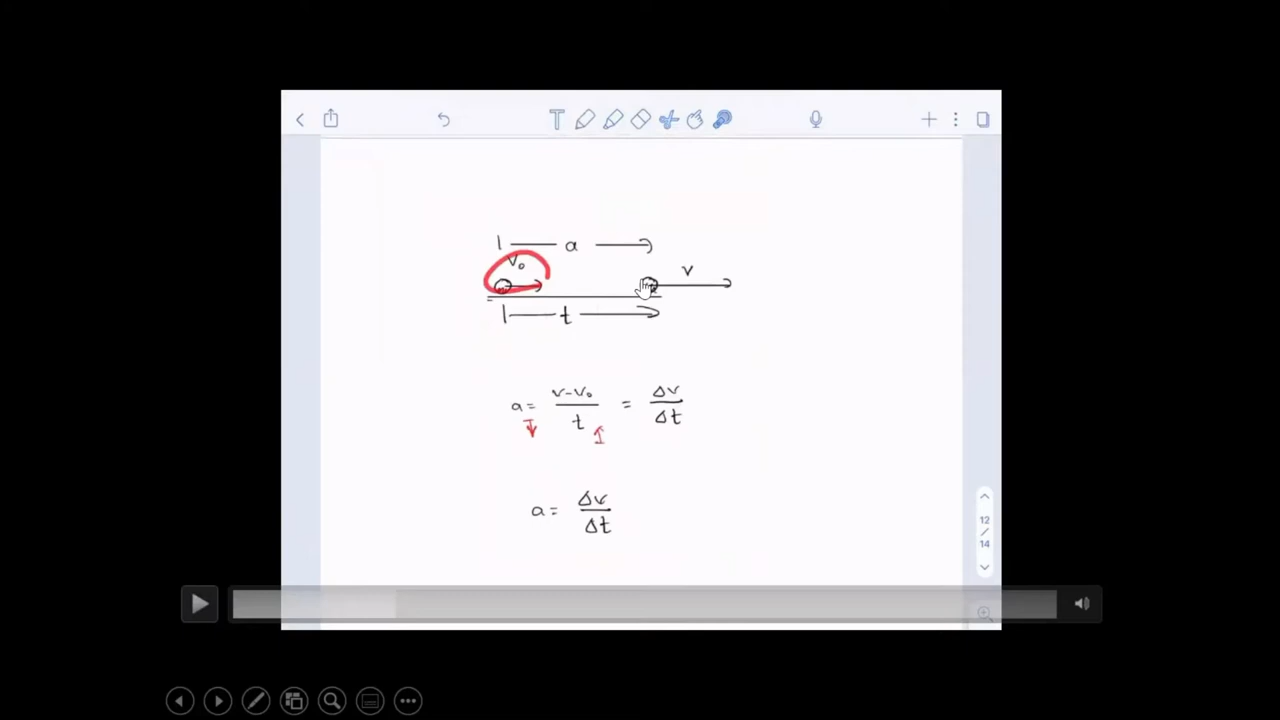 T
a
v₀
v
m
t
a = v-v₀ / t = Δv / Δt
a = Δv / Δt
12
/
14